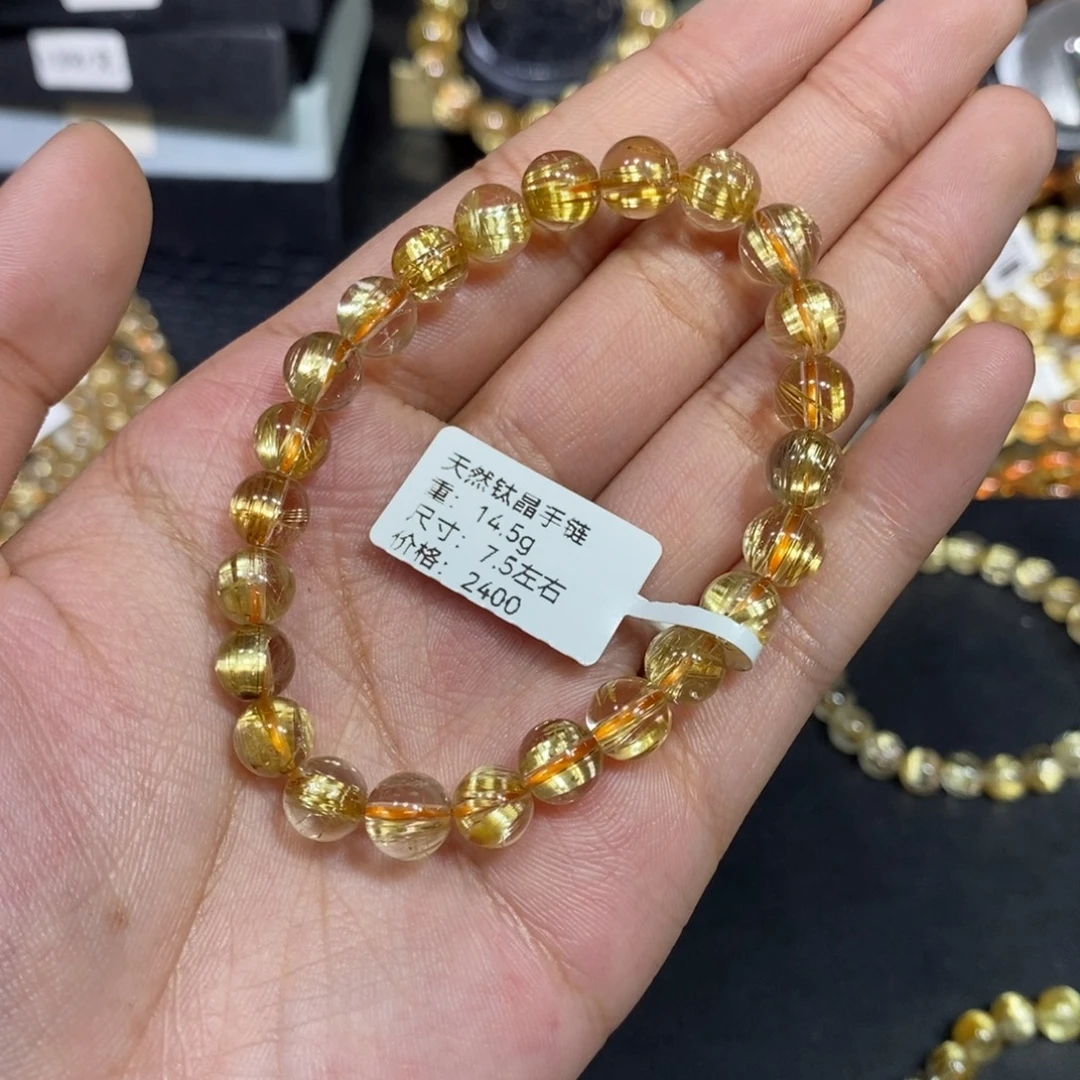 天然钛晶手链
重: 14.5g
尺寸: 7.5左右
价格: 2400